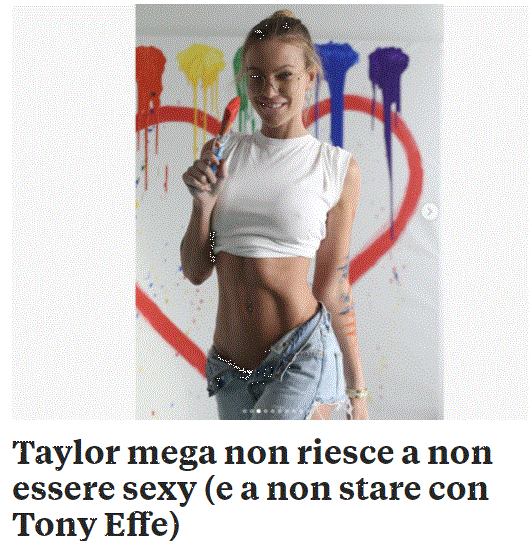 Taylor mega non riesce a non
essere sexy (e a non stare con
Tony Effe)